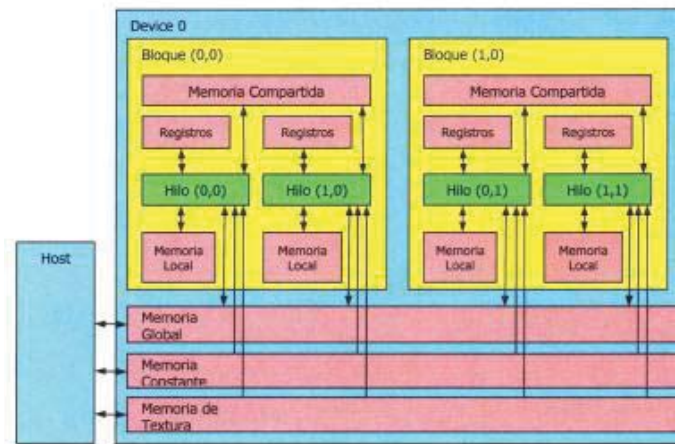 Device 0
Bloque (0,0)
Bloque (1,0)
Memoria Compartida
Memoria Compartida
Registros
Registros
Registros
Registros
Hilo (0,0)
Hilo (1,0)
Hilo (0,1)
Hilo (1,1)
Memoria
Local
Memoria
Local
Memoria
Local
Memoria
Local
Host
Memoria
Global
Memoria
Constante
Memoria de
Textura